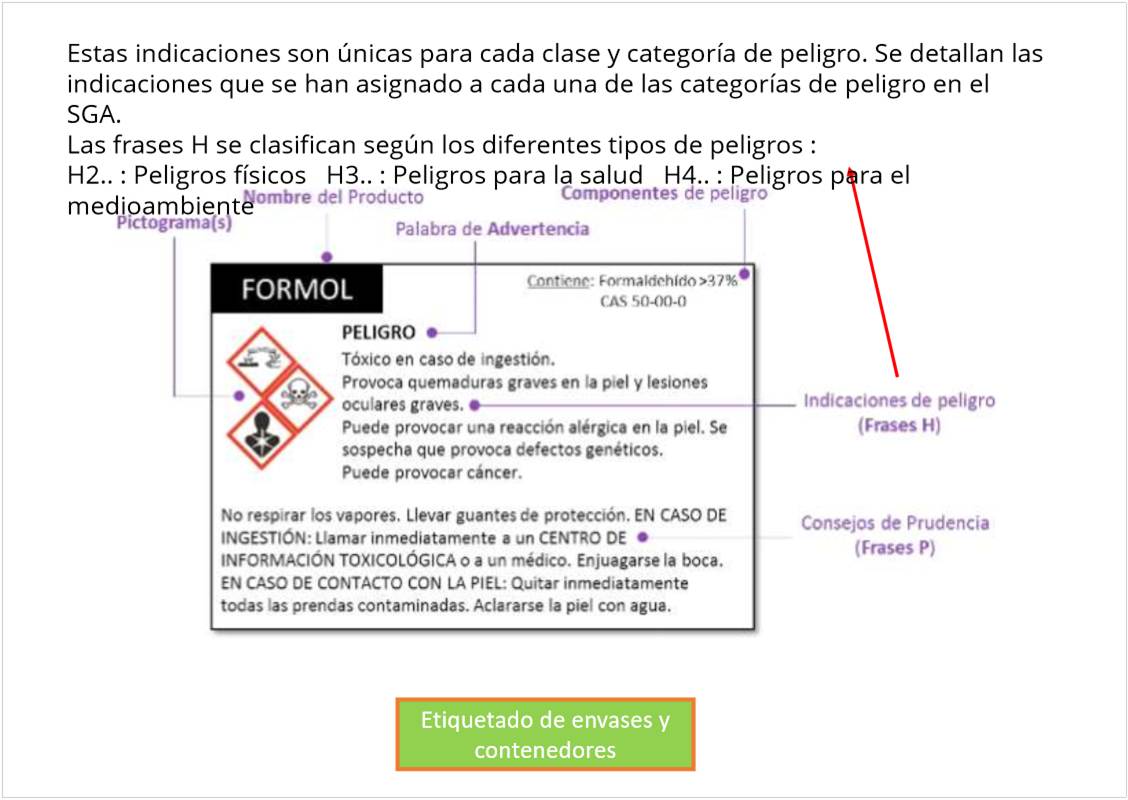 Estas indicaciones son únicas para cada clase y categoría de peligro. Se detallan las
indicaciones que se han asignado a cada una de las categorías de peligro en el
SGA.
Las frases H se clasifican según los diferentes tipos de peligros :
H2.. : Peligros físicos   H3.. : Peligros para la salud   H4.. : Peligros para el
medioambiente
Nombre del Producto
Componentes de peligro
Pictograma(s)
Palabra de Advertencia
FORMOL
Contiene: Formaldehído >37%
CAS 50-00-0
PELIGRO
Tóxico en caso de ingestión.
Provoca quemaduras graves en la piel y lesiones
oculares graves.
Puede provocar una reacción alérgica en la piel. Se
sospecha que provoca defectos genéticos.
Puede provocar cáncer.
Indicaciones de peligro
(Frases H)
No respirar los vapores. Llevar guantes de protección. EN CASO DE
INGESTIÓN: Llamar inmediatamente a un CENTRO DE
INFORMACIÓN TOXICOLÓGICA o a un médico. Enjuagarse la boca.
EN CASO DE CONTACTO CON LA PIEL: Quitar inmediatamente
todas las prendas contaminadas. Aclararse la piel con agua.
Consejos de Prudencia
(Frases P)
Etiquetado de envases y
contenedores